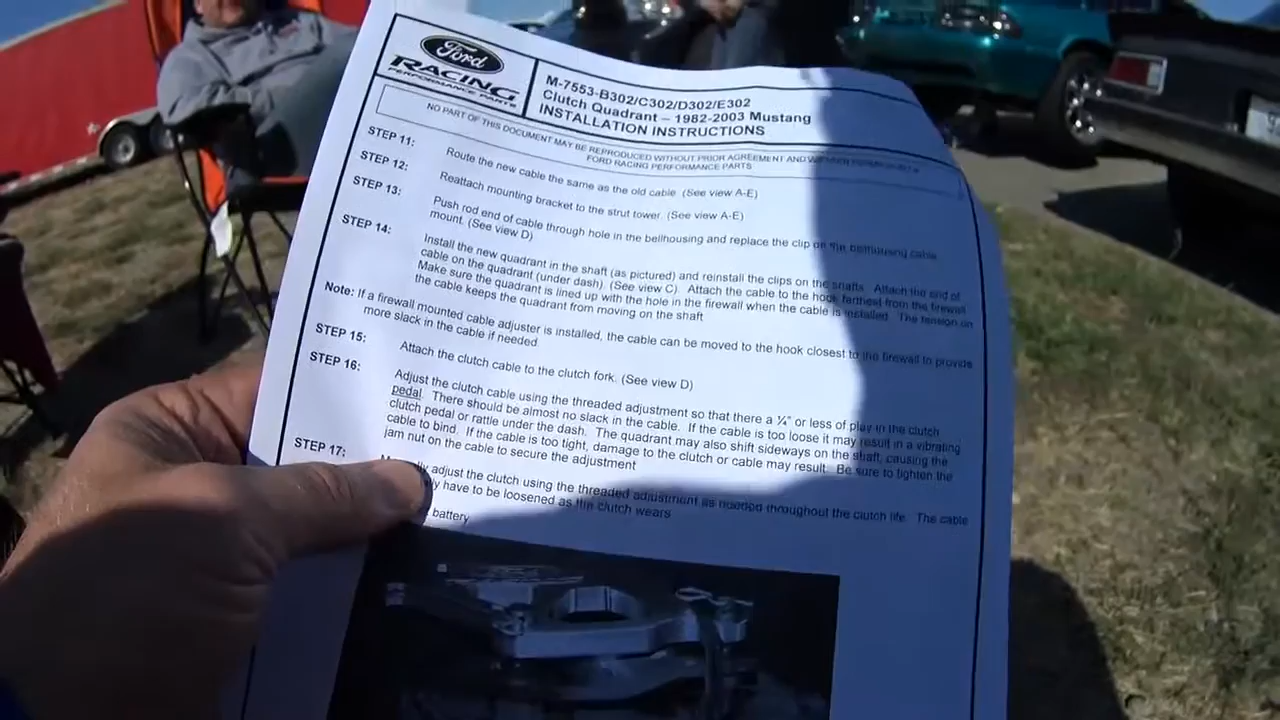 Ford
RACING
PERFORMANCE PARTS
M-7553-B302/C302/D302/E302
Clutch Quadrant – 1982-2003 Mustang
INSTALLATION INSTRUCTIONS
NO PART OF THIS DOCUMENT MAY BE REPRODUCED WITHOUT PRIOR AGREEMENT AND
FORD RACING PERFORMANCE PARTS
STEP 11: Route the new cable the same as the old cable. (See view A-E)
STEP 12: Reattach mounting bracket to the strut tower. (See view A-E)
STEP 13: Push rod end of cable through hole in the bellhousing and replace the clip on the bellhousing cable
mount. (See view D)
STEP 14: Install the new quadrant in the shaft (as pictured) and reinstall the clips on the shafts. Attach the end of
cable on the quadrant (under dash). (See view C). Attach the cable to the hook farthest from the firewall.
Make sure the quadrant is lined up with the hole in the firewall when the cable is installed. The tension on
the cable keeps the quadrant from moving on the shaft
Note: If a firewall mounted cable adjuster is installed, the cable can be moved to the hook closest to the firewall to provide
more slack in the cable if needed
STEP 15: Attach the clutch cable to the clutch fork. (See view D)
STEP 16: Adjust the clutch cable using the threaded adjustment so that there a ¼" or less of play in the clutch
pedal. There should be almost no slack in the cable. If the cable is too loose it may result in a vibrating
clutch pedal or rattle under the dash. The quadrant may also shift sideways on the shaft, causing the
cable to bind. If the cable is too tight, damage to the clutch or cable may result. Be sure to tighten the
jam nut on the cable to secure the adjustment
STEP 17: adjust the clutch using the threaded adjustment as needed throughout the clutch life. The cable
have to be loosened as the clutch wears
battery